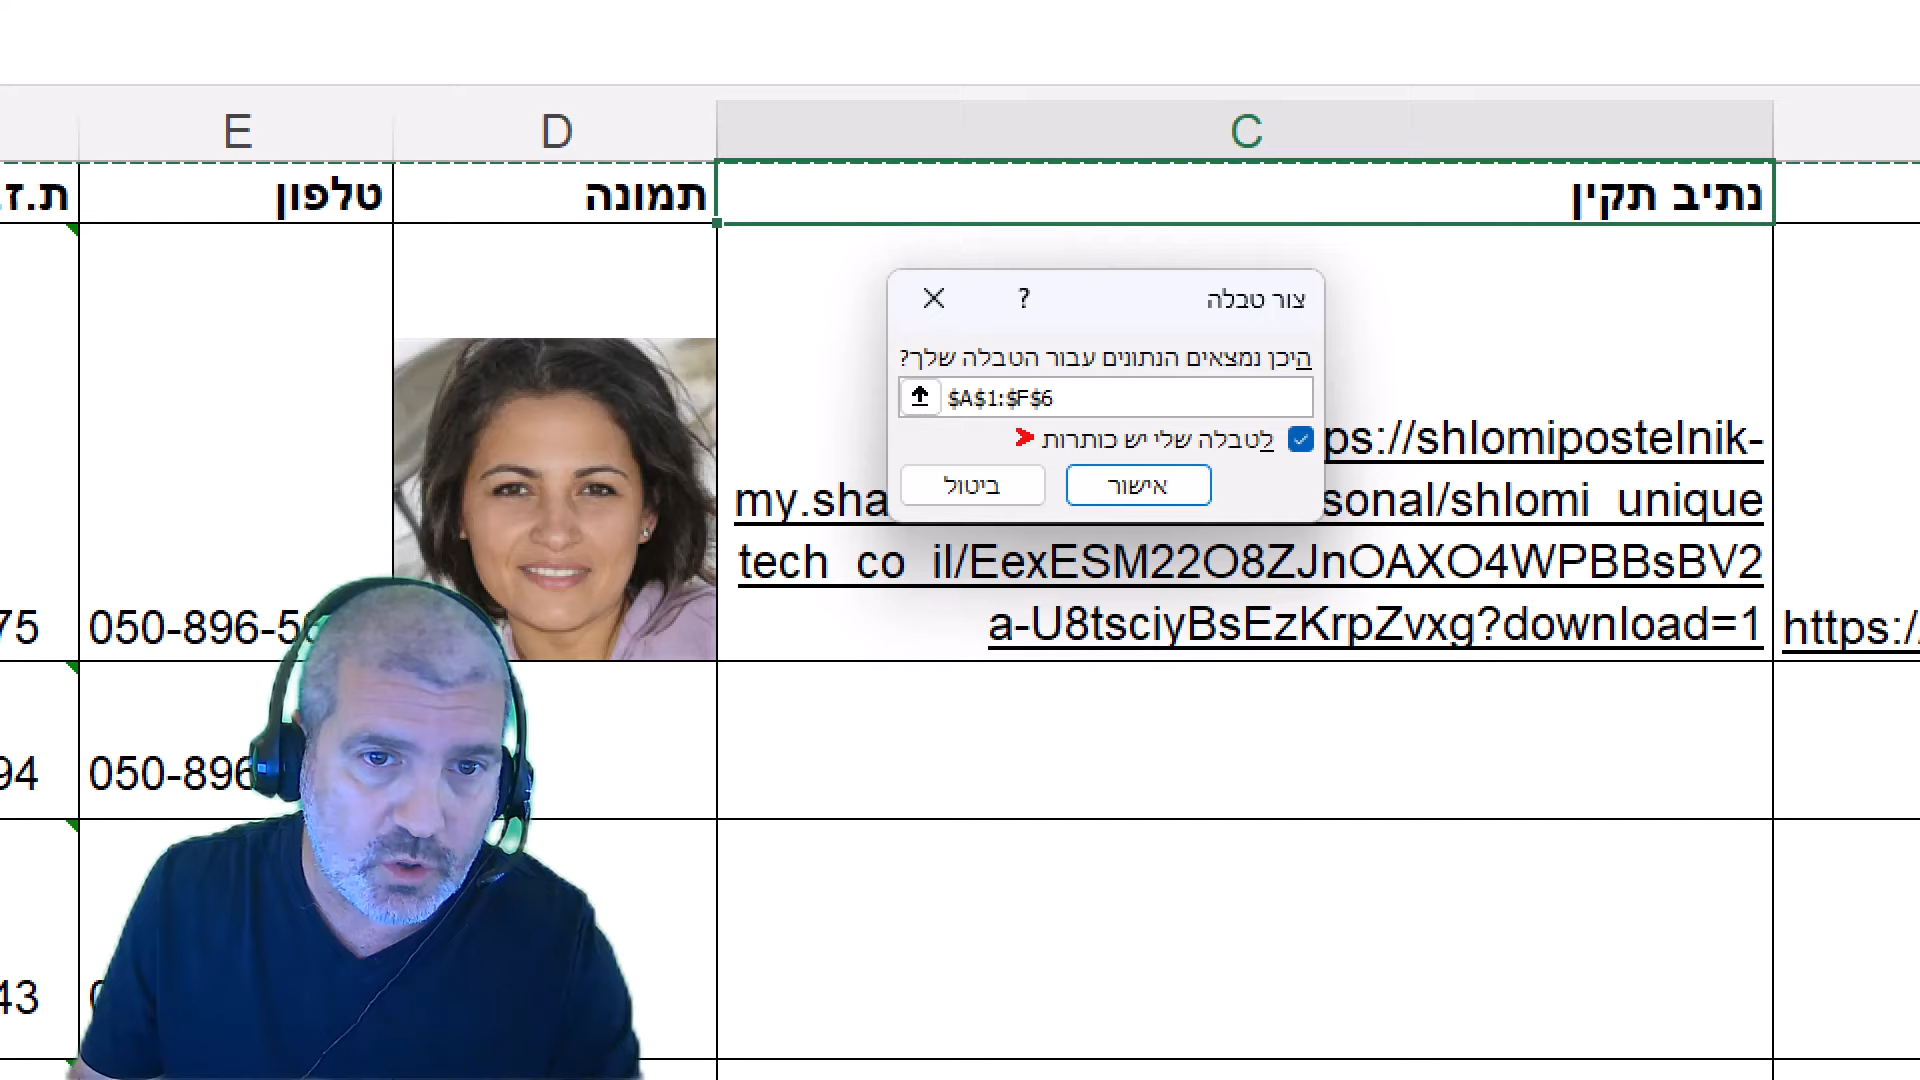 C
D
E
נתיב תקין
תמונה
טלפון
ת.ז.
צור טבלה
?
היכן נמצאים הנתונים עבור הטבלה שלך?
$A$1:$F$6
לטבלה שלי יש כותרות
אישור
ביטול
ps://shlomipostelnik-
my.sha
sonal/shlomi_unique
tech_co_il/EexESM22O8ZJnOAXO4WPBBsBV2
a-U8tsciyBsEzKrpZvxg?download=1
https:/
050-896-5
75
050-896
94
43